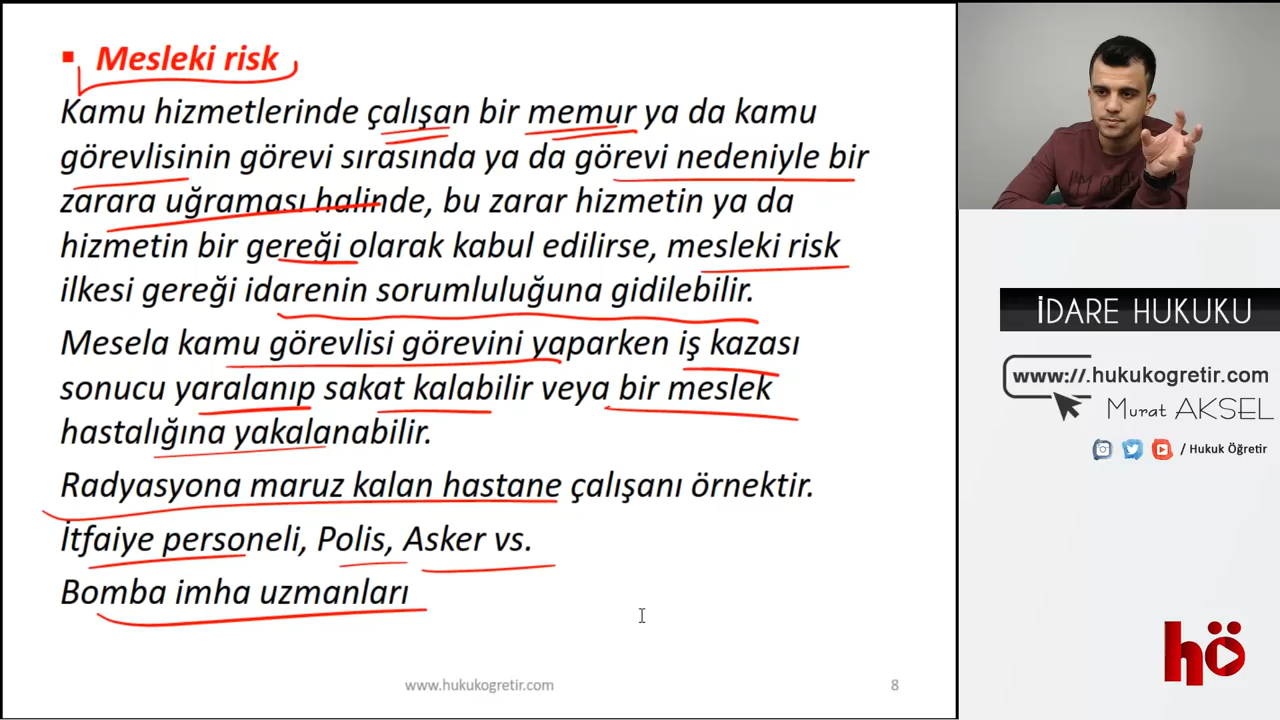 Mesleki risk
Kamu hizmetlerinde çalışan bir memur ya da kamu
görevlisinin görevi sırasında ya da görevi nedeniyle bir
zarara uğraması halinde, bu zarar hizmetin ya da
hizmetin bir gereği olarak kabul edilirse, mesleki risk
ilkesi gereği idarenin sorumluluğuna gidilebilir.
Mesela kamu görevlisi görevini yaparken iş kazası
sonucu yaralanıp sakat kalabilir veya bir meslek
hastalığına yakalanabilir.
Radyasyona maruz kalan hastane çalışanı örnektir.
İtfaiye personeli, Polis, Asker vs.
Bomba imha uzmanları
www.hukukogretir.com
8
İDARE HUKUKU
www://.hukukogretir.com
Murat AKSEL
/ Hukuk Öğretir
hö